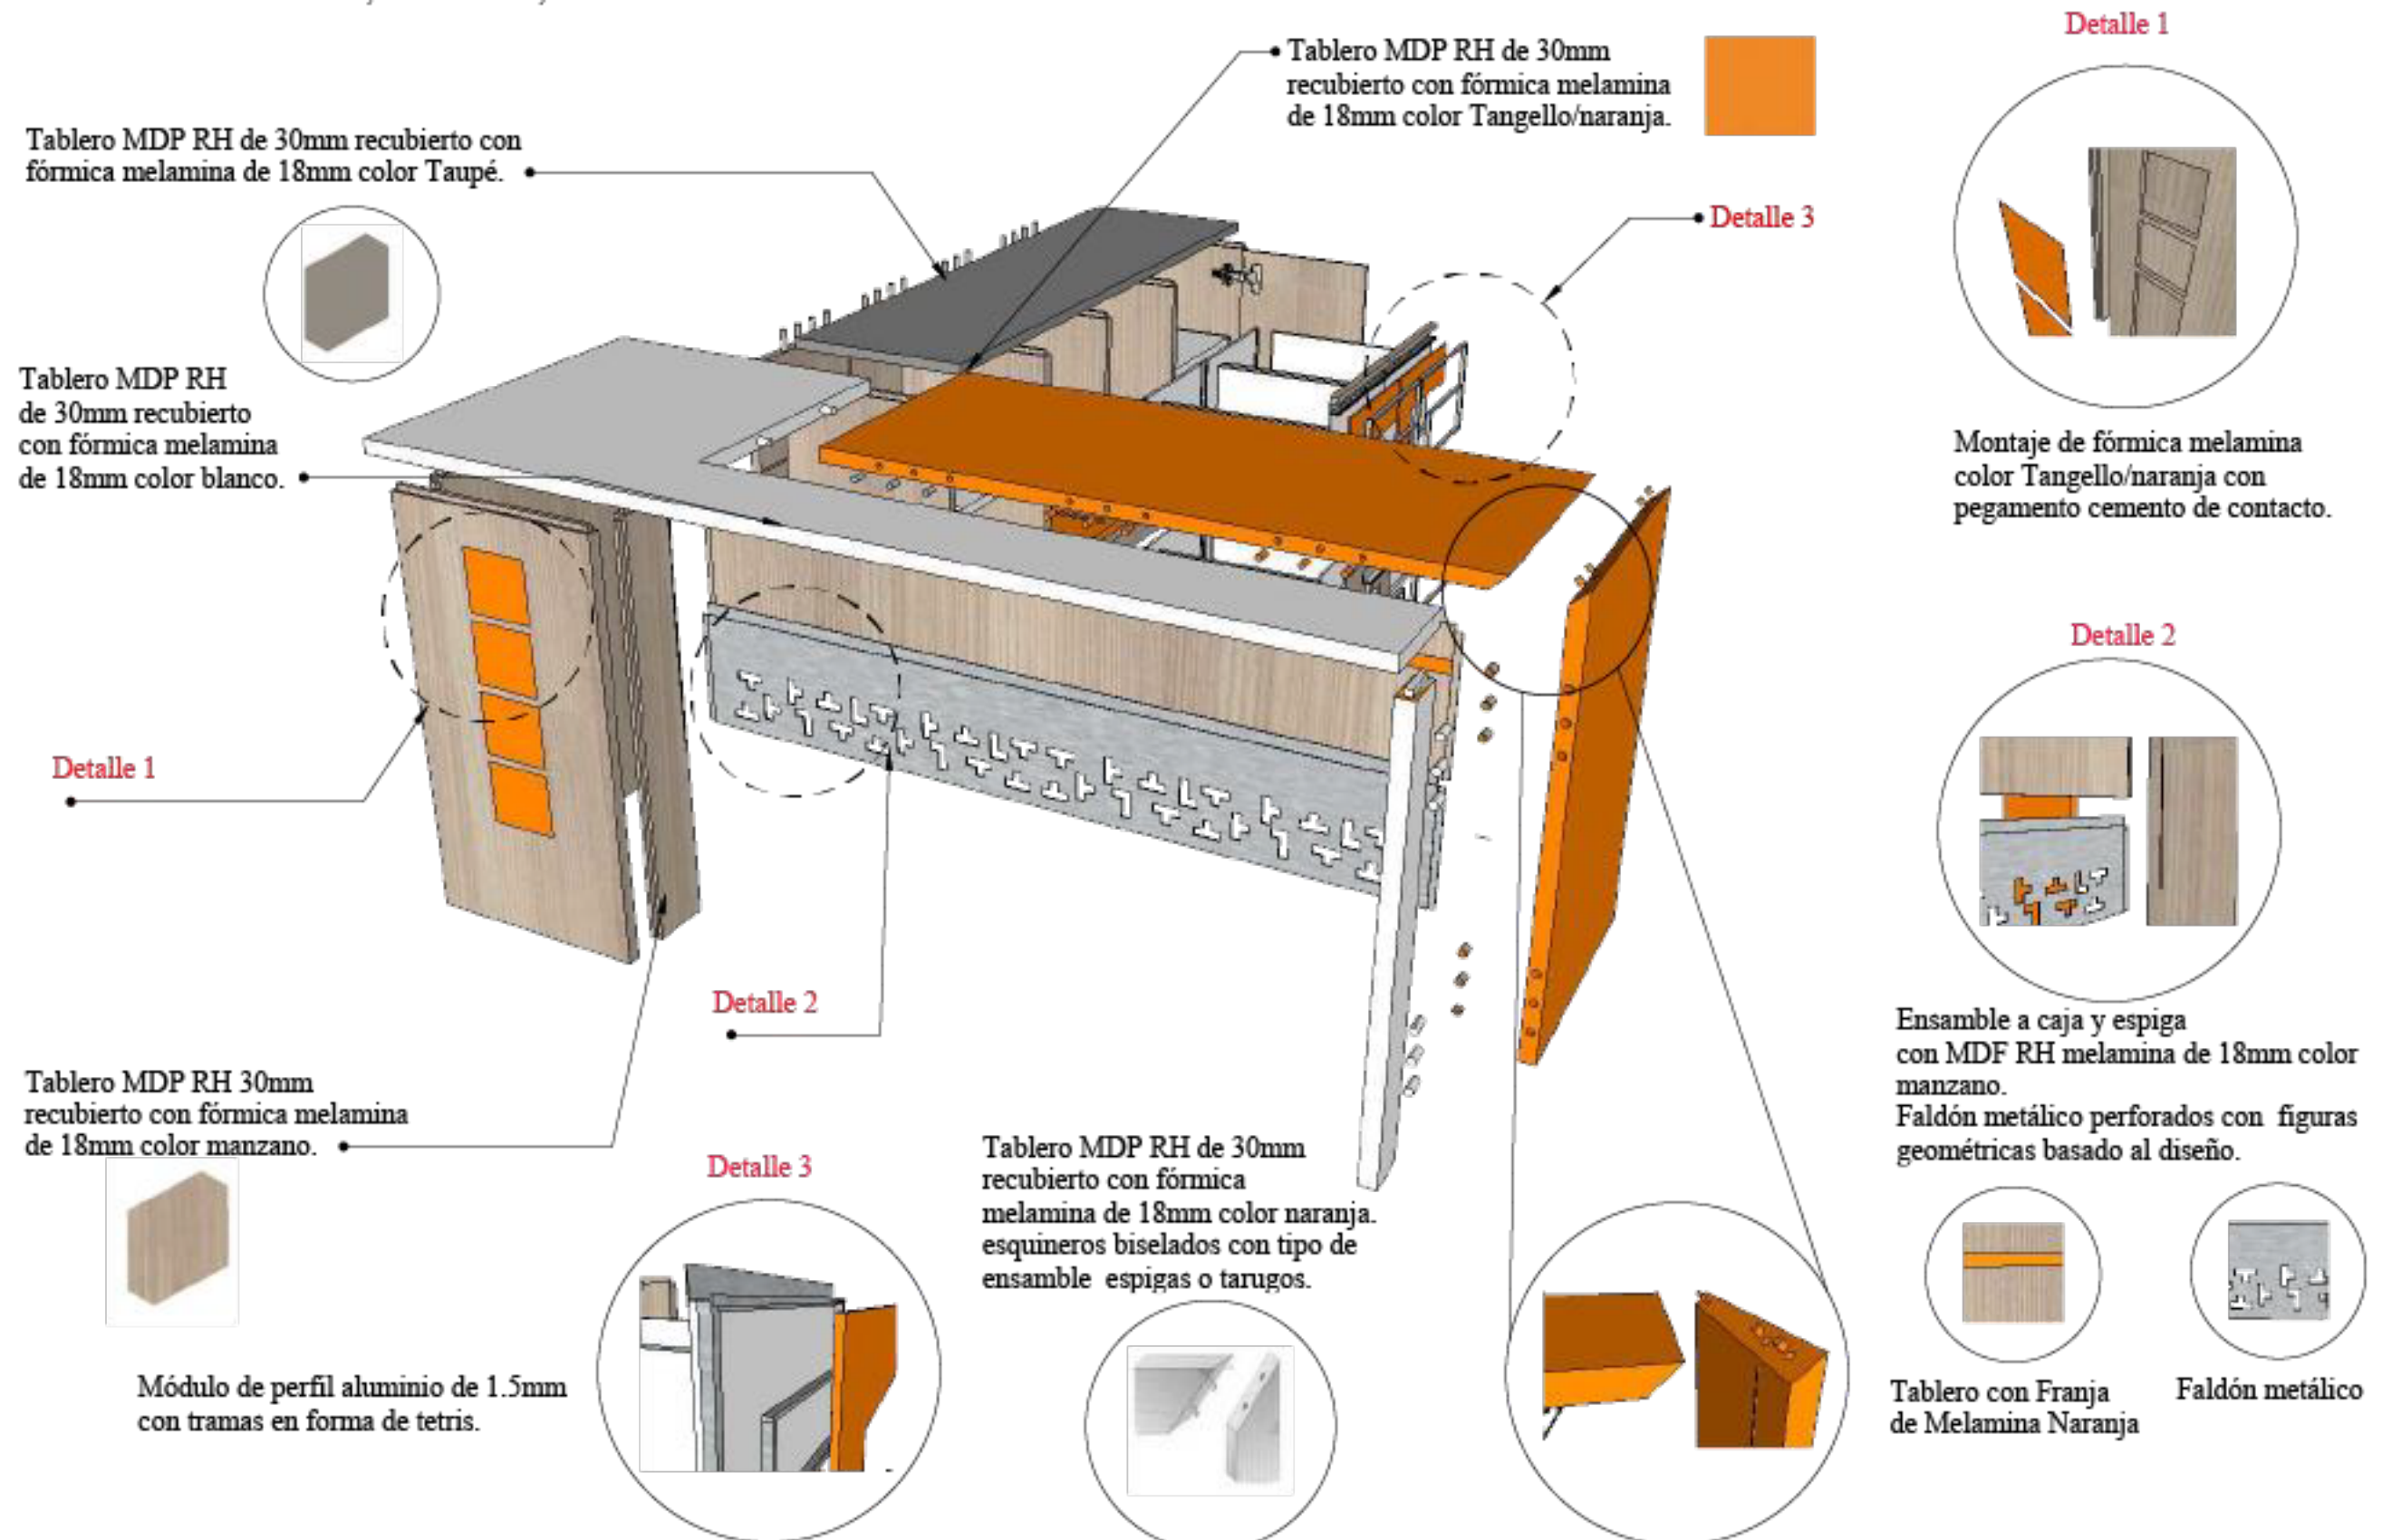 Tablero MDP RH de 30mm
recubierto con fórmica melamina
de 18mm color Tangello/naranja.
Detalle 1
Tablero MDP RH de 30mm recubierto con
fórmica melamina de 18mm color Taupé.
Detalle 3
Tablero MDP RH
de 30mm recubierto
con fórmica melamina
de 18mm color blanco.
Montaje de fórmica melamina
color Tangello/naranja con
pegamento cemento de contacto.
Detalle 2
Detalle 1
Detalle 2
Ensamble a caja y espiga
con MDF RH melamina de 18mm color
manzano.
Faldón metálico perforados con figuras
geométricas basado al diseño.
Tablero MDP RH 30mm
recubierto con fórmica melamina
de 18mm color manzano.
Detalle 3
Tablero MDP RH de 30mm
recubierto con fórmica
melamina de 18mm color naranja.
esquineros biselados con tipo de
ensamble espigas o tarugos.
Módulo de perfil aluminio de 1.5mm
con tramas en forma de tetris.
Tablero con Franja
de Melamina Naranja
Faldón metálico